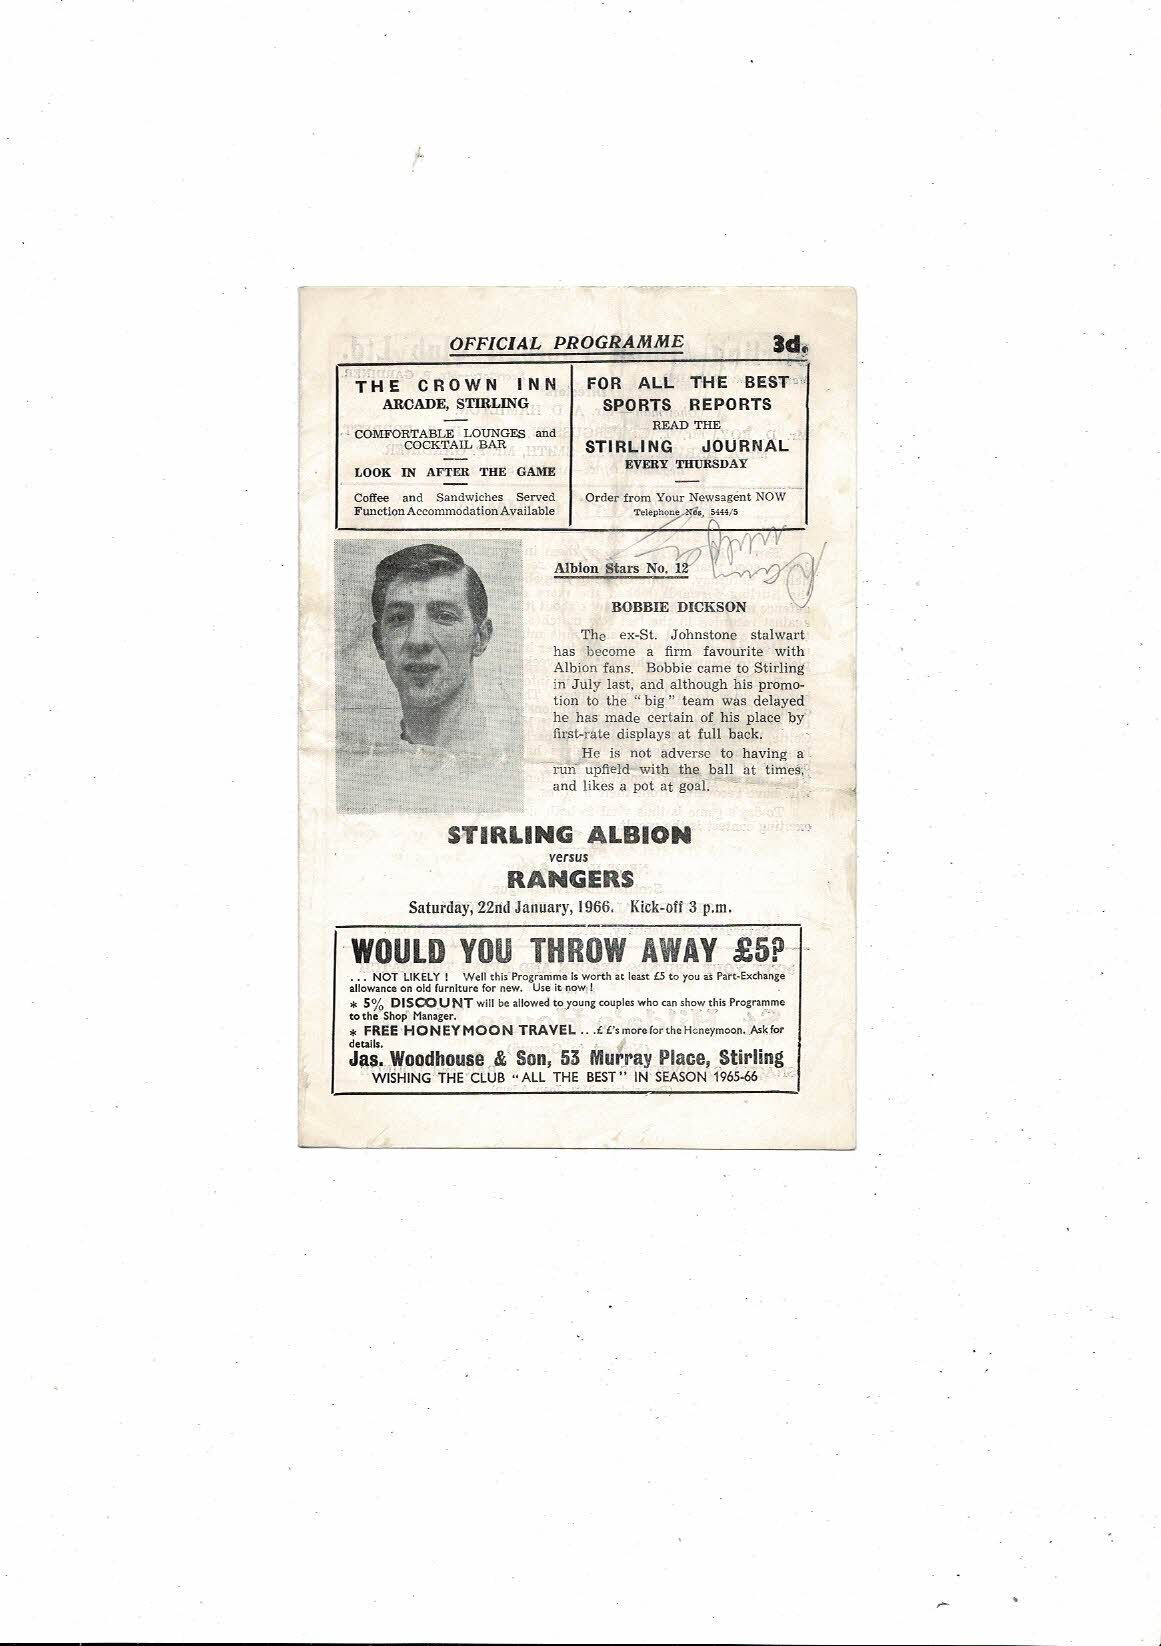 OFFICIAL PROGRAMME 3d.
THE CROWN INN
ARCADE, STIRLING
COMFORTABLE LOUNGES and
COCKTAIL BAR
LOOK IN AFTER THE GAME
Coffee and Sandwiches Served
Function Accommodation Available
FOR ALL THE BEST
SPORTS REPORTS
READ THE
STIRLING JOURNAL
EVERY THURSDAY
Order from Your Newsagent NOW
Telephone Nos, 5444/5
Albion Stars No. 12
BOBBIE DICKSON
The ex-St. Johnstone stalwart
has become a firm favourite with
Albion fans. Bobbie came to Stirling
in July last, and although his promo-
tion to the "big" team was delayed
he has made certain of his place by
first-rate displays at full back.
He is not adverse to having a
run upfield with the ball at times,
and likes a pot at goal.
STIRLING ALBION
versus
RANGERS
Saturday, 22nd January, 1966. Kick-off 3 p.m.
WOULD YOU THROW AWAY £5?
... NOT LIKELY ! Well this Programme is worth at least £5 to you as Part-Exchange
allowance on old furniture for new. Use it now !
* 5% DISCOUNT will be allowed to young couples who can show this Programme
to the Shop Manager.
* FREE HONEYMOON TRAVEL ... £ £'s more for the Honeymoon. Ask for
details.
Jas. Woodhouse & Son, 53 Murray Place, Stirling
WISHING THE CLUB "ALL THE BEST" IN SEASON 1965-66